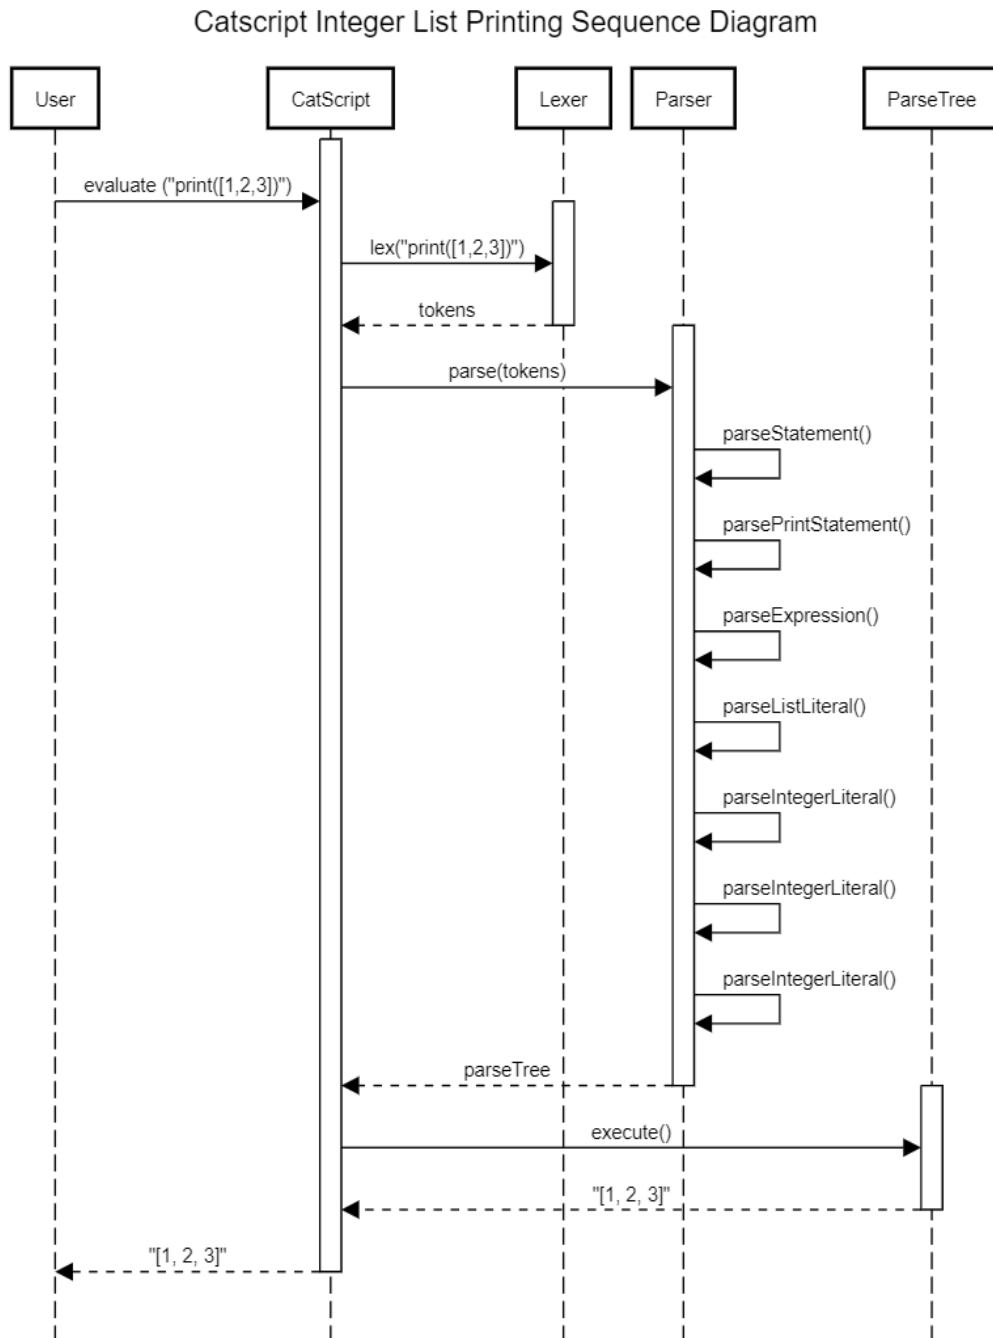 Catscript Integer List Printing Sequence Diagram
User
CatScript
Lexer
Parser
ParseTree
evaluate ("print([1,2,3])")
lex("print([1,2,3])")
tokens
parse(tokens)
parseStatement()
parsePrintStatement()
parseExpression()
parseListLiteral()
parseIntegerLiteral()
parseIntegerLiteral()
parseIntegerLiteral()
parseTree
execute()
"[1, 2, 3]"
"[1, 2, 3]"